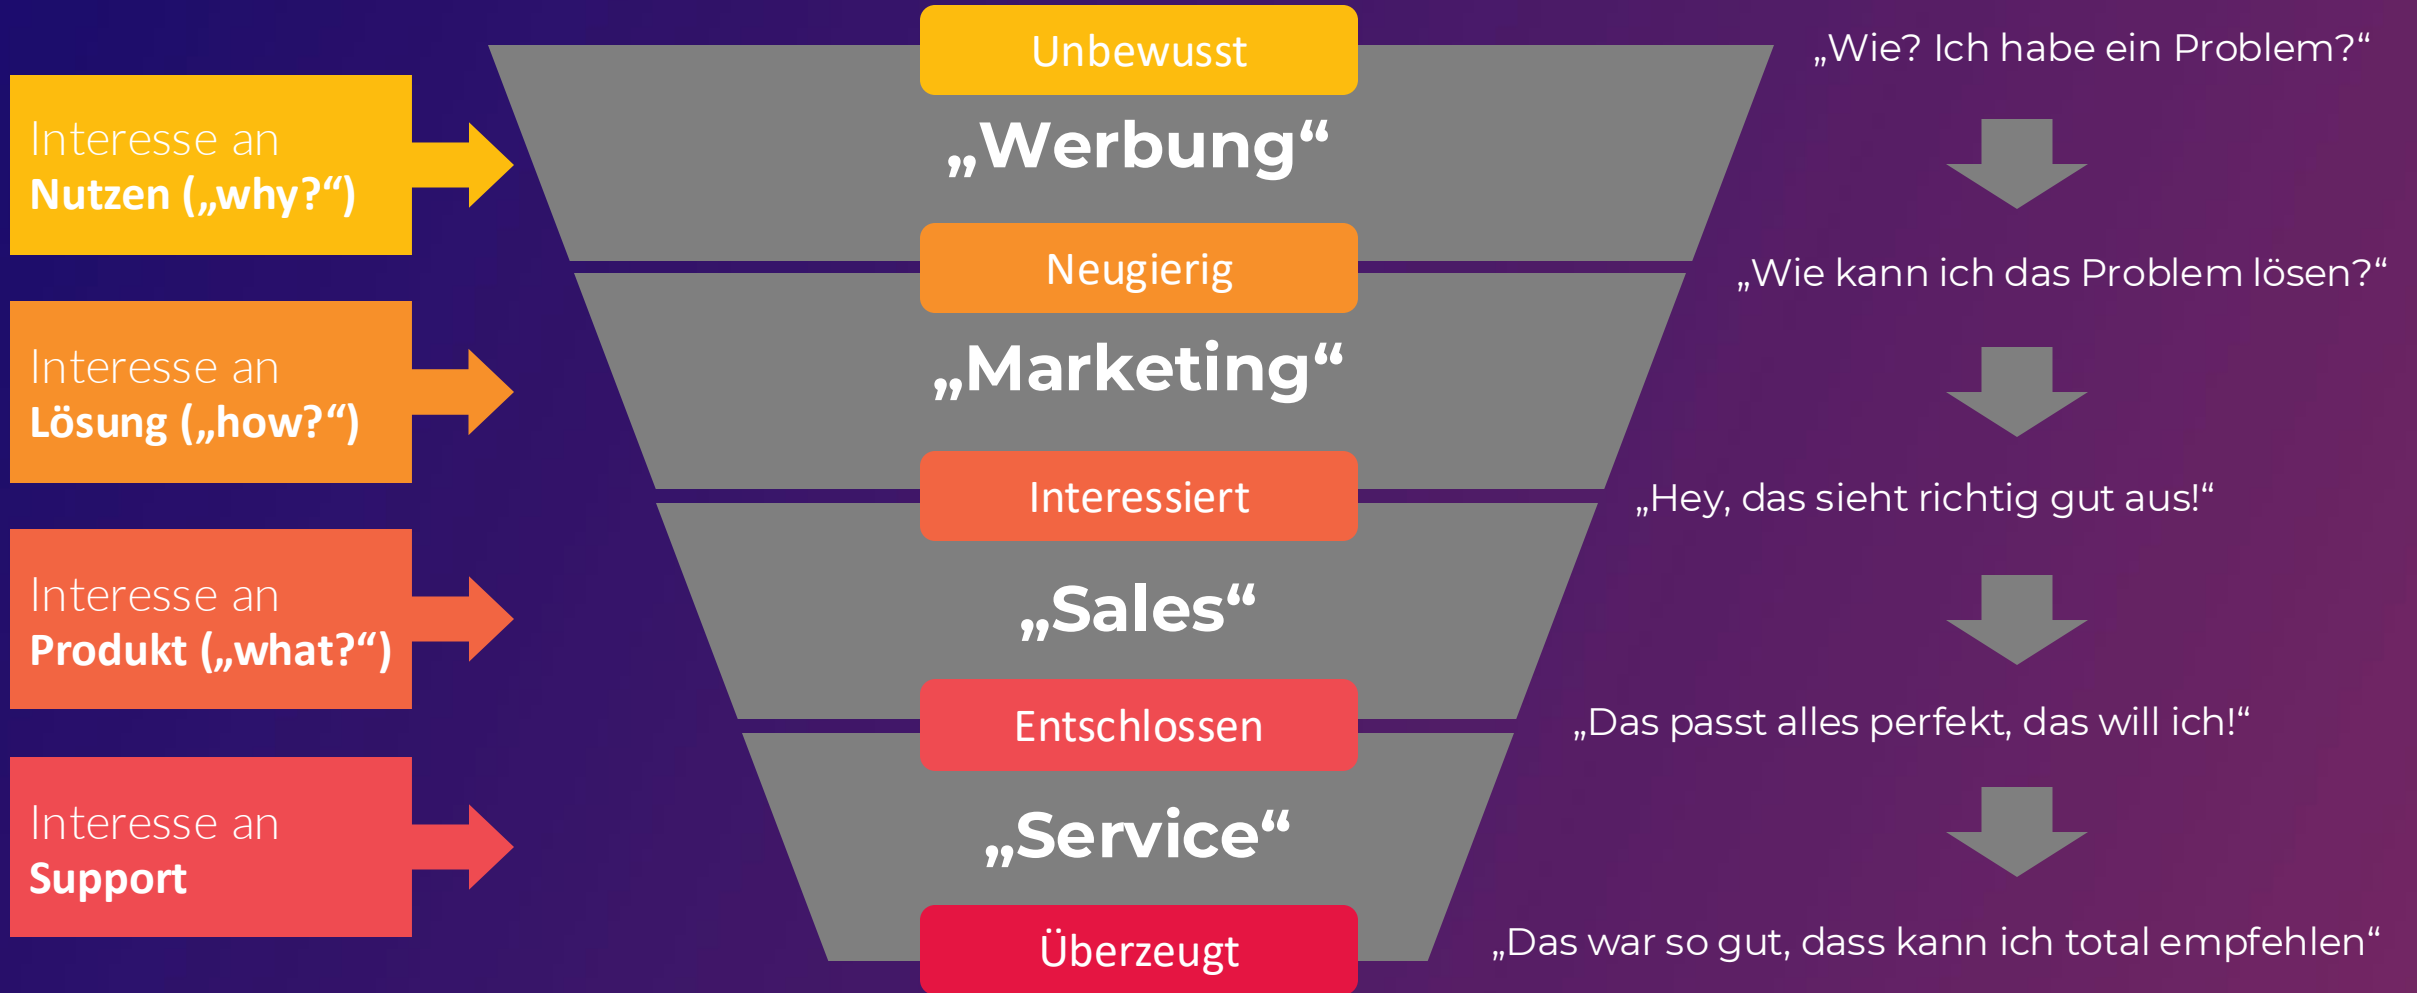 Unbewusst
„Wie? Ich habe ein Problem?“
Interesse an
Nutzen („why?“)
„Werbung“
Neugierig
„Wie kann ich das Problem lösen?“
Interesse an
Lösung („how?“)
„Marketing“
Interessiert
„Hey, das sieht richtig gut aus!“
Interesse an
Produkt („what?“)
„Sales“
Entschlossen
„Das passt alles perfekt, das will ich!“
Interesse an
Support
„Service“
Überzeugt
„Das war so gut, dass kann ich total empfehlen“